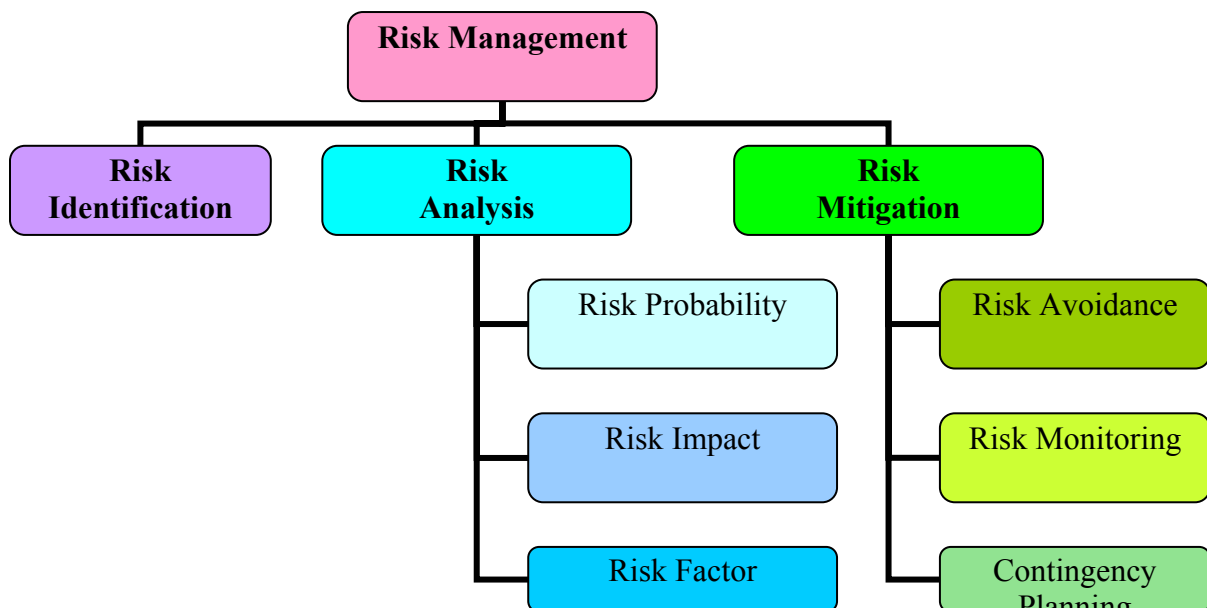 Risk Management
Risk
Identification
Risk
Analysis
Risk
Mitigation
Risk Probability
Risk Avoidance
Risk Impact
Risk Monitoring
Risk Factor
Contingency
Planning